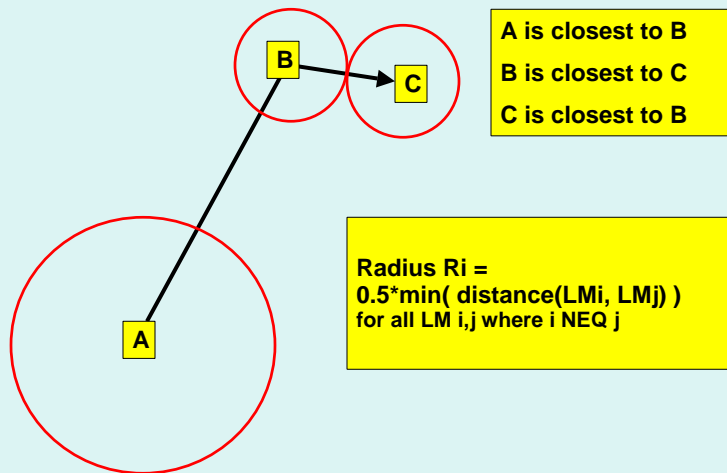 B
C
A
A is closest to B
B is closest to C
C is closest to B
Radius Ri =
0.5*min( distance(LMi, LMj) )
for all LM i,j where i NEQ j